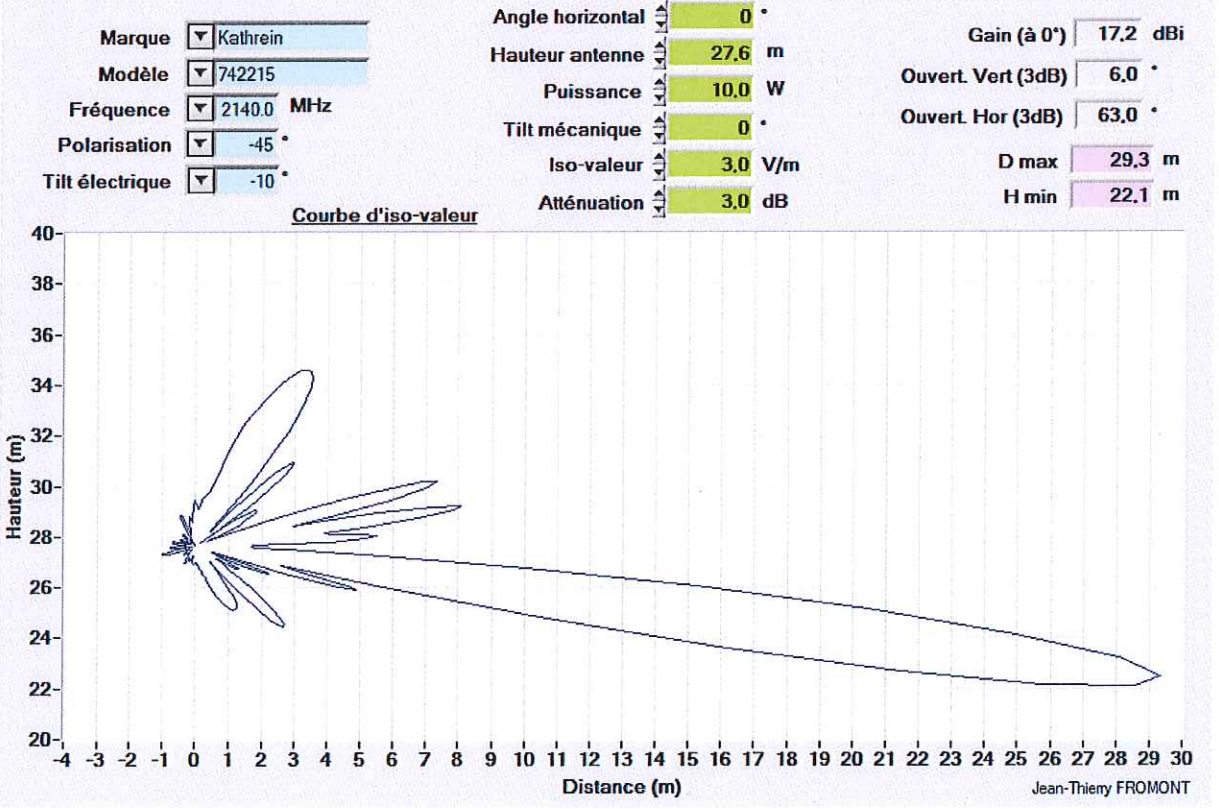 Marque Kathrein
Modèle 742215
Fréquence 2140.0 MHz
Polarisation -45 °
Tilt électrique -10 °
Angle horizontal 0 °
Hauteur antenne 27.6 m
Puissance 10.0 W
Tilt mécanique 0 °
Iso-valeur 3.0 V/m
Atténuation 3.0 dB
Gain (à 0°) 17.2 dBi
Ouvert. Vert (3dB) 6.0 °
Ouvert. Hor (3dB) 63.0 °
D max 29.3 m
H min 22.1 m
Courbe d'iso-valeur
Hauteur (m)
40
38
36
34
32
30
28
26
24
22
20
-4 -3 -2 -1 0 1 2 3 4 5 6 7 8 9 10 11 12 13 14 15 16 17 18 19 20 21 22 23 24 25 26 27 28 29 30
Distance (m)
Jean-Thierry FROMONT